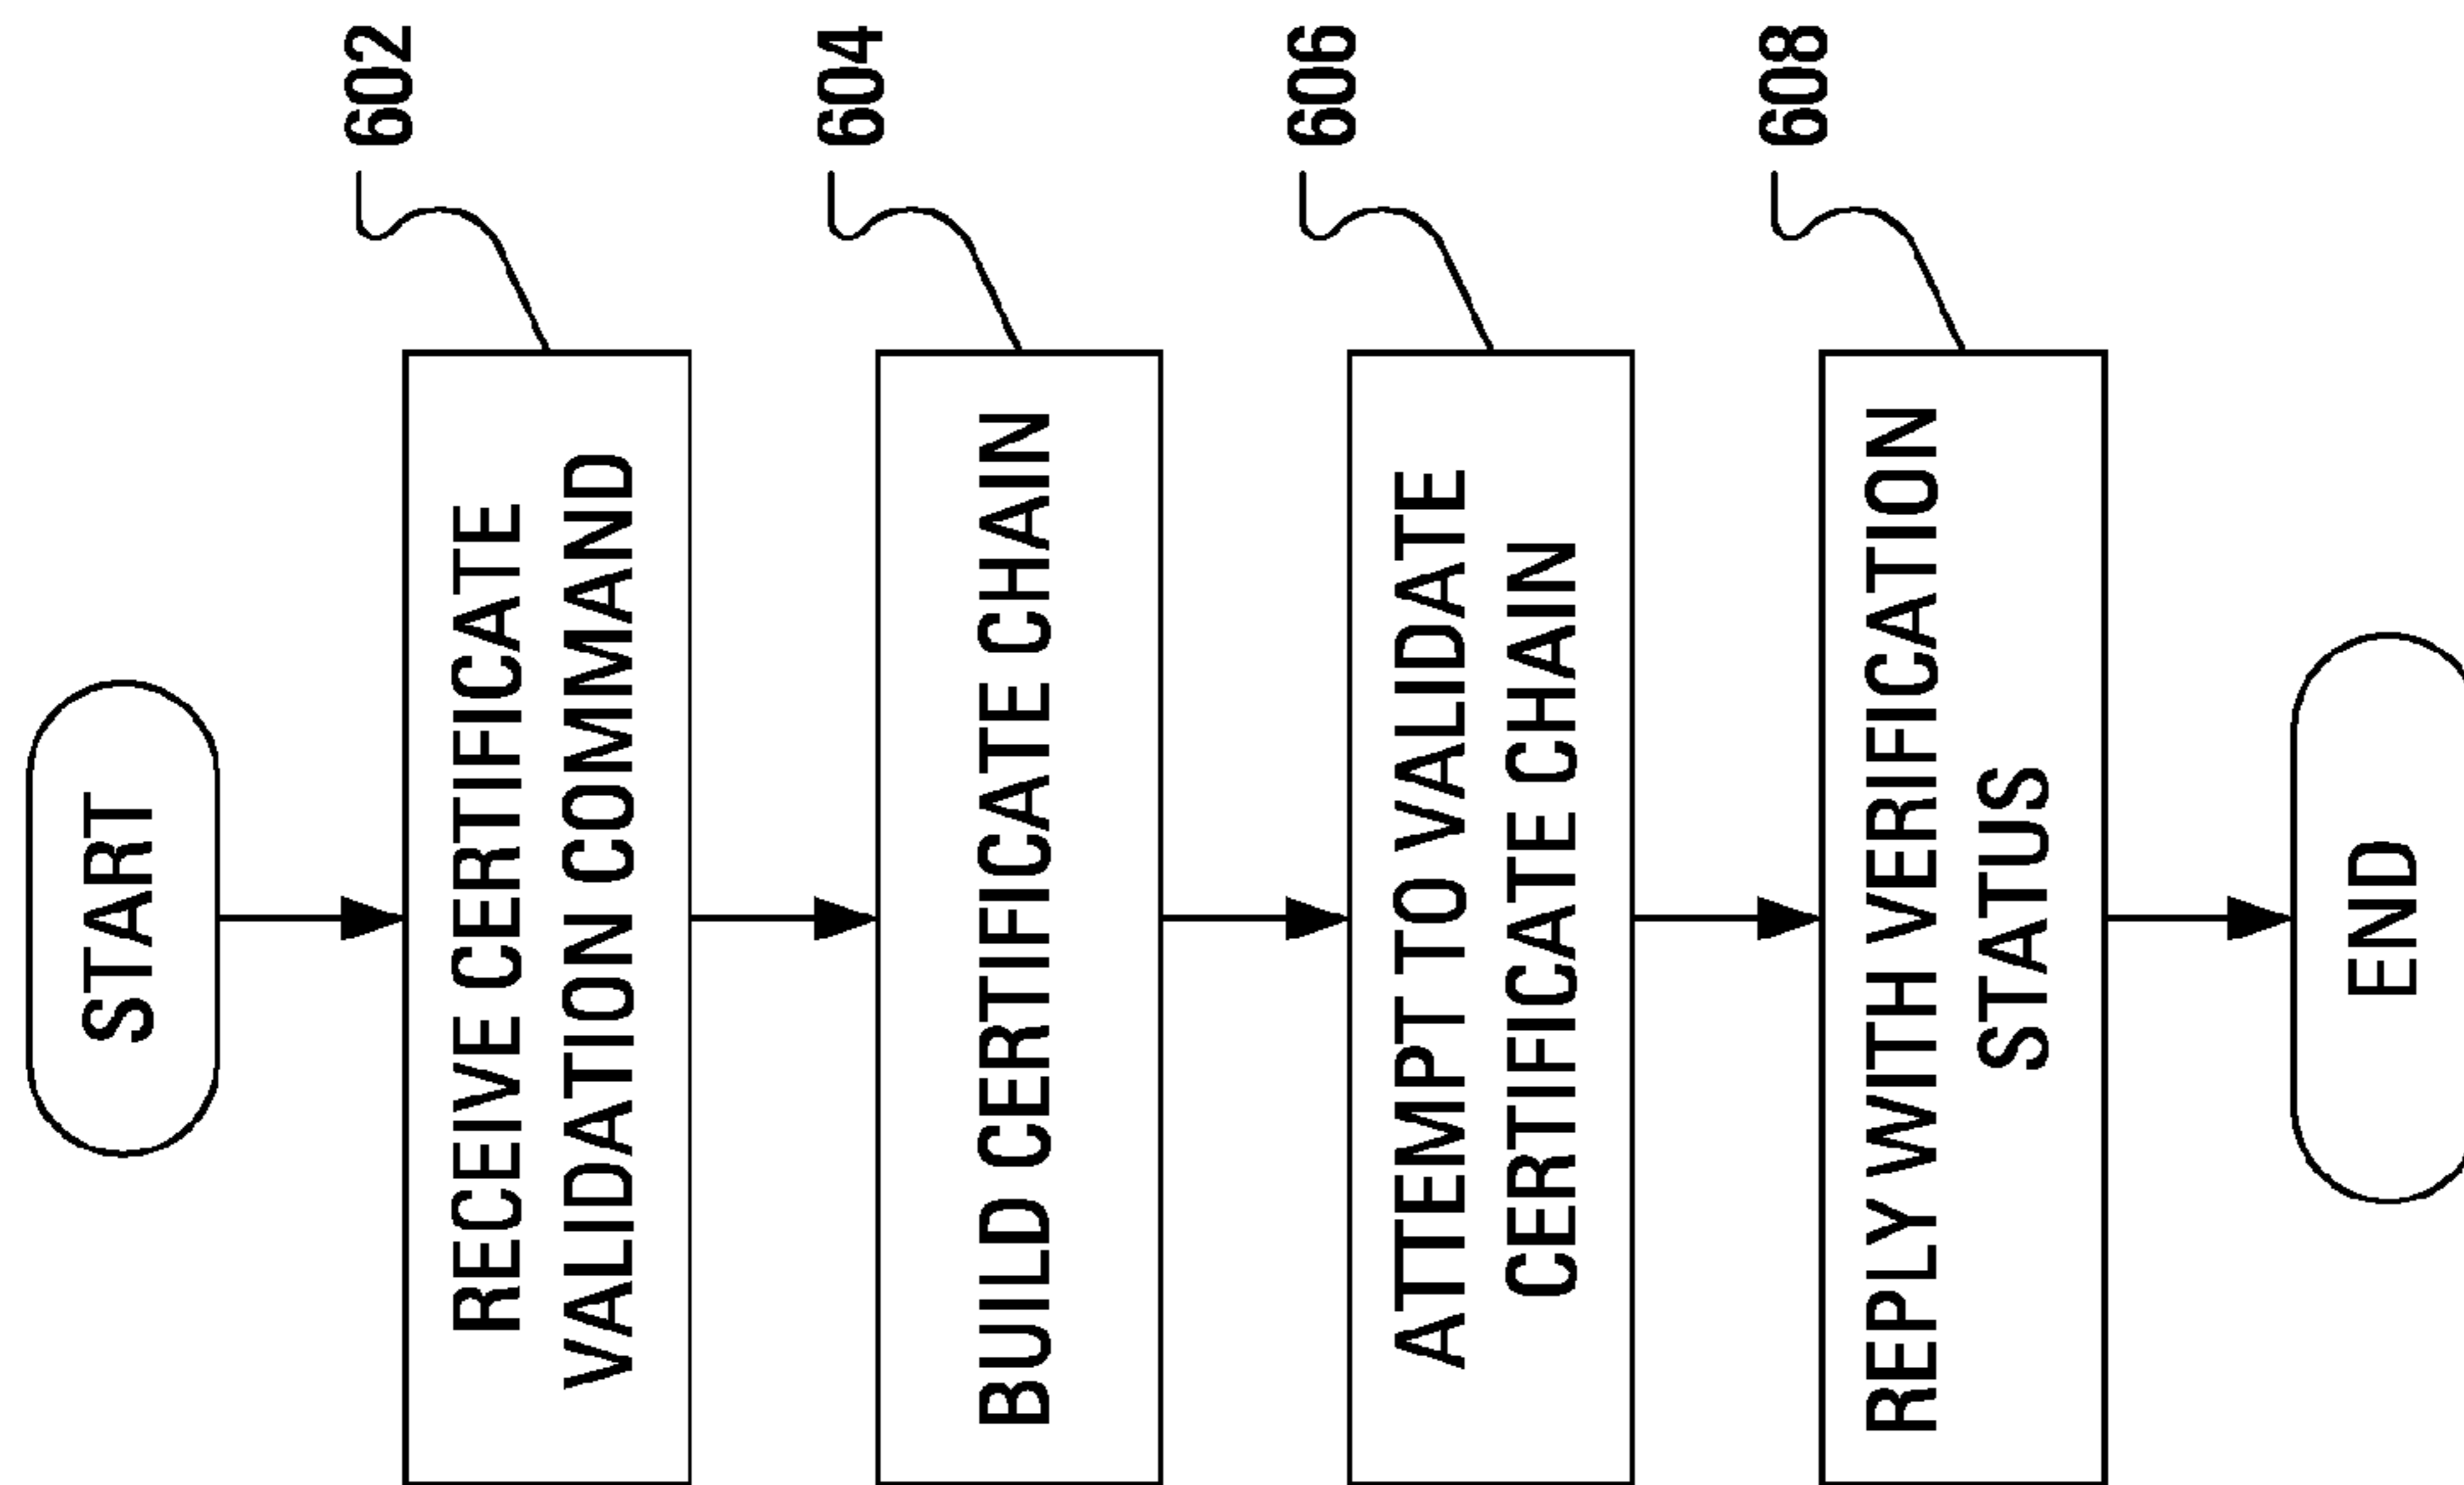 START
602
RECEIVE CERTIFICATE
VALIDATION COMMAND
604
BUILD CERTIFICATE CHAIN
606
ATTEMPT TO VALIDATE
CERTIFICATE CHAIN
608
REPLY WITH VERIFICATION
STATUS
END